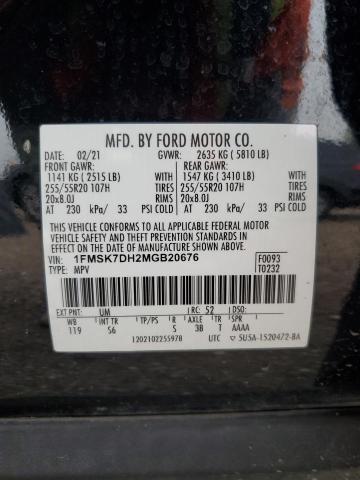 MFD. BY FORD MOTOR CO.
DATE: 02/21 GVWR: 2635 KG ( 5810 LB)
FRONT GAWR: REAR GAWR:
1141 KG ( 2515 LB) WITH 1547 KG ( 3410 LB) WITH
255/55R20 107H TIRES 255/55R20 107H TIRES
20x8.0J RIMS 20x8.0J RIMS
AT 230 kPa/ 33 PSI COLD AT 230 kPa/ 33 PSI COLD
THIS VEHICLE CONFORMS TO ALL APPLICABLE FEDERAL MOTOR
VEHICLE SAFETY AND THEFT PREVENTION STANDARDS IN EFFECT ON
THE DATE OF MANUFACTURE SHOWN ABOVE.
VIN: 1FMSK7DH2MGB20676 F0093
TYPE: MPV T0232
EXT PNT: UM RC: 52 DSO:
WB INT TR TP/PS R AXLE TR SPR
119 S6 S 3B T AAAA
1202102255978 UTC ▽ 5U5A-1520472-BA